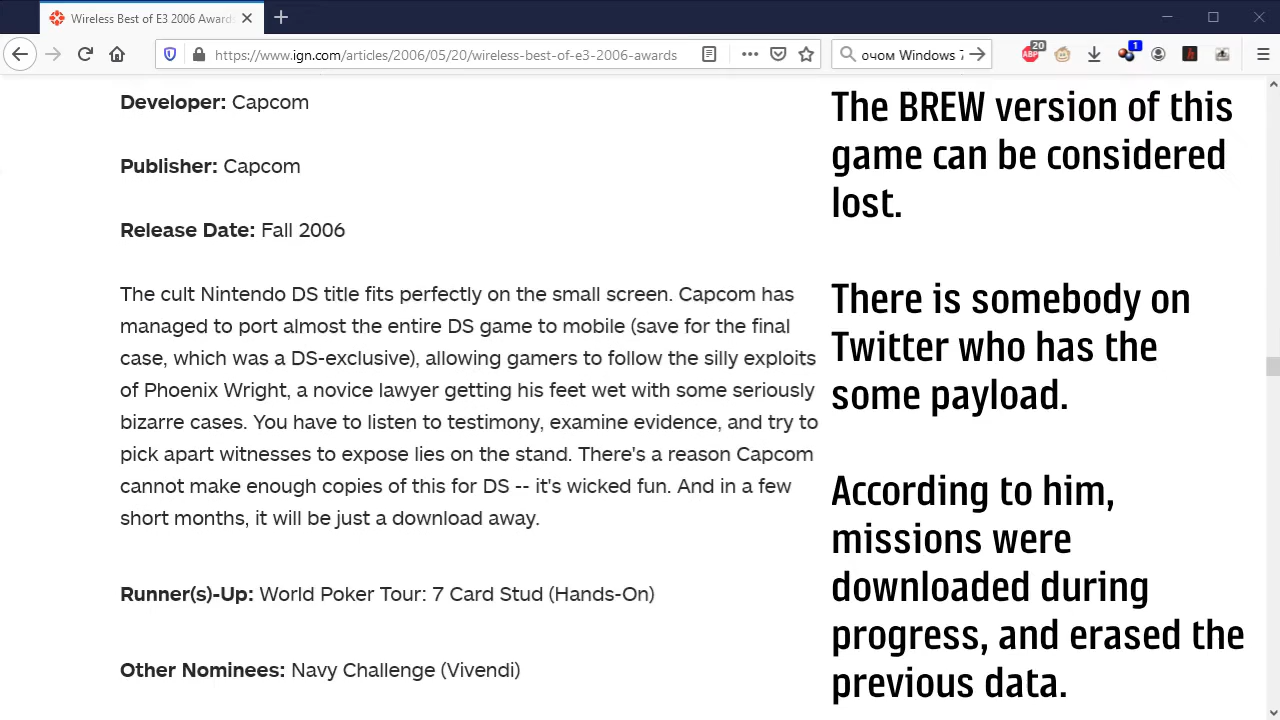 Wireless Best of E3 2006 Awards
https://www.ign.com/articles/2006/05/20/wireless-best-of-e3-2006-awards
очом Windows 7
20
1
Developer: Capcom
Publisher: Capcom
Release Date: Fall 2006
The cult Nintendo DS title fits perfectly on the small screen. Capcom has
managed to port almost the entire DS game to mobile (save for the final
case, which was a DS-exclusive), allowing gamers to follow the silly exploits
of Phoenix Wright, a novice lawyer getting his feet wet with some seriously
bizarre cases. You have to listen to testimony, examine evidence, and try to
pick apart witnesses to expose lies on the stand. There's a reason Capcom
cannot make enough copies of this for DS -- it's wicked fun. And in a few
short months, it will be just a download away.
Runner(s)-Up: World Poker Tour: 7 Card Stud (Hands-On)
Other Nominees: Navy Challenge (Vivendi)
The BREW version of this
game can be considered
lost.
There is somebody on
Twitter who has the
some payload.
According to him,
missions were
downloaded during
progress, and erased the
previous data.